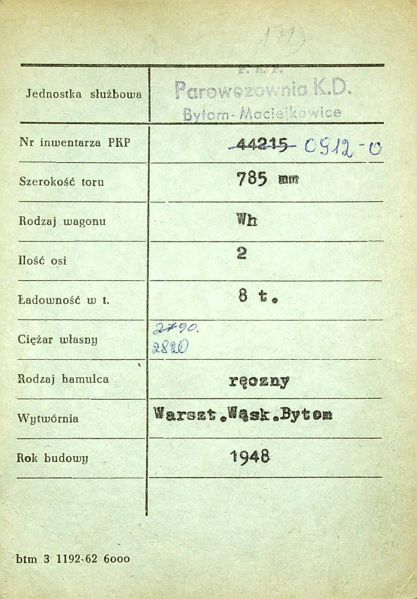 P. K. P.
Jednostka służbowa Parowozownia K.D.
Bytom-Maciejkowice
Nr inwentarza PKP 44215 0912-0
Szerokość toru 785 mm
Rodzaj wagonu Wh
Ilość osi 2
Ładowność w t. 8 t.
2790.
Ciężar własny 2820
Rodzaj hamulca ręczny
Wytwórnia Warszt.Wąsk.Bytom
Rok budowy 1948
btm 3 1192-62 6000